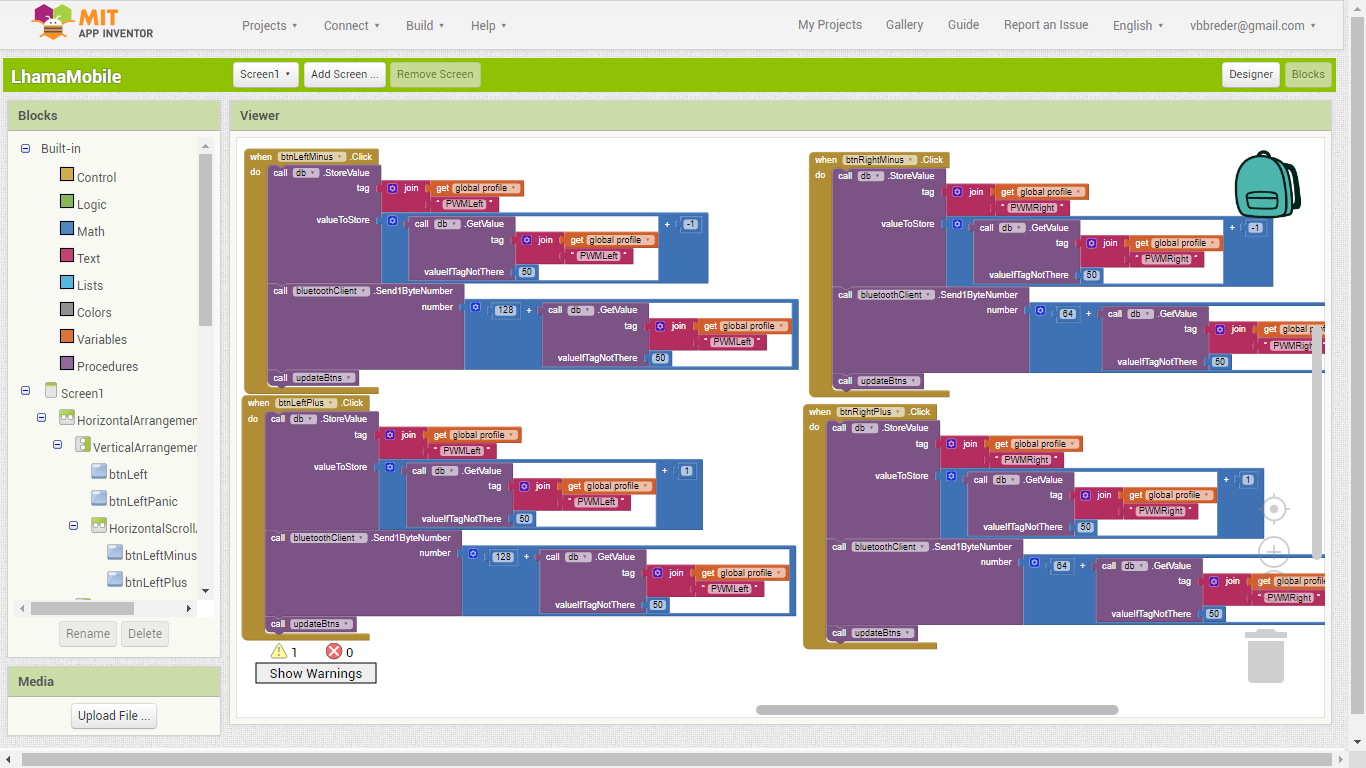 MIT
APP INVENTOR
Projects
Connect
Build
Help
My Projects
Gallery
Guide
Report an Issue
English
vbbreder@gmail.com
LhamaMobile
Screen1
Add Screen ...
Remove Screen
Designer
Blocks
Blocks
Built-in
Control
Logic
Math
Text
Lists
Colors
Variables
Procedures
Screen1
HorizontalArrangemen
VerticalArrangemen
btnLeft
btnLeftPanic
HorizontalScroll
btnLeftMinus
btnLeftPlus
Rename
Delete
Media
Upload File ...
Viewer
when btnLeftMinus .Click
do call db .StoreValue
tag join get global profile
" PWMLeft "
valueToStore call db .GetValue + -1
tag join get global profile
" PWMLeft "
valueIfTagNotThere 50
call bluetoothClient .Send1ByteNumber
number 128 + call db .GetValue
tag join get global profile
" PWMLeft "
valueIfTagNotThere 50
call updateBtns
when btnLeftPlus .Click
do call db .StoreValue
tag join get global profile
" PWMLeft "
valueToStore call db .GetValue + 1
tag join get global profile
" PWMLeft "
valueIfTagNotThere 50
call bluetoothClient .Send1ByteNumber
number 128 + call db .GetValue
tag join get global profile
" PWMLeft "
valueIfTagNotThere 50
call updateBtns
when btnRightMinus .Click
do call db .StoreValue
tag join get global profile
" PWMRight "
valueToStore call db .GetValue + -1
tag join get global profile
" PWMRight "
valueIfTagNotThere 50
call bluetoothClient .Send1ByteNumber
number 64 + call db .GetValue
tag join get global
" PWMRigh
valueIfTagNotThere 50
call updateBtns
when btnRightPlus .Click
do call db .StoreValue
tag join get global profile
" PWMRight "
valueToStore call db .GetValue + 1
tag join get global profile
" PWMRight "
valueIfTagNotThere 50
call bluetoothClient .Send1ByteNumber
number 64 + call db .GetValue
tag join get global profil
" PWMRight "
valueIfTagNotThere 50
call updateBtns
1
0
Show Warnings